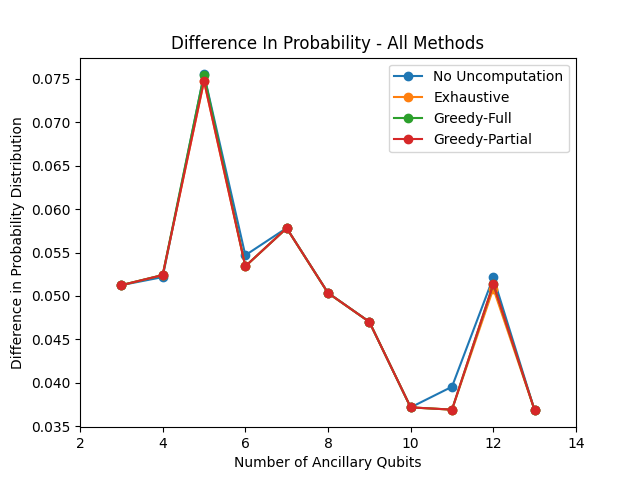 Difference In Probability - All Methods
No Uncomputation
Exhaustive
Greedy-Full
Greedy-Partial
Difference in Probability Distribution
0.075
0.070
0.065
0.060
0.055
0.050
0.045
0.040
0.035
2 4 6 8 10 12 14
Number of Ancillary Qubits